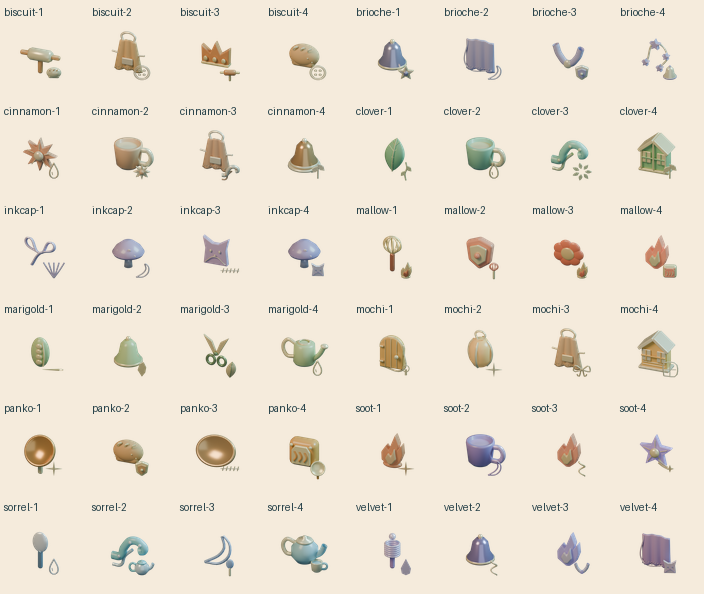 biscuit-1 biscuit-2 biscuit-3 biscuit-4 brioche-1 brioche-2 brioche-3 brioche-4
cinnamon-1 cinnamon-2 cinnamon-3 cinnamon-4 clover-1 clover-2 clover-3 clover-4
inkcap-1 inkcap-2 inkcap-3 inkcap-4 mallow-1 mallow-2 mallow-3 mallow-4
marigold-1 marigold-2 marigold-3 marigold-4 mochi-1 mochi-2 mochi-3 mochi-4
panko-1 panko-2 panko-3 panko-4 soot-1 soot-2 soot-3 soot-4
sorrel-1 sorrel-2 sorrel-3 sorrel-4 velvet-1 velvet-2 velvet-3 velvet-4